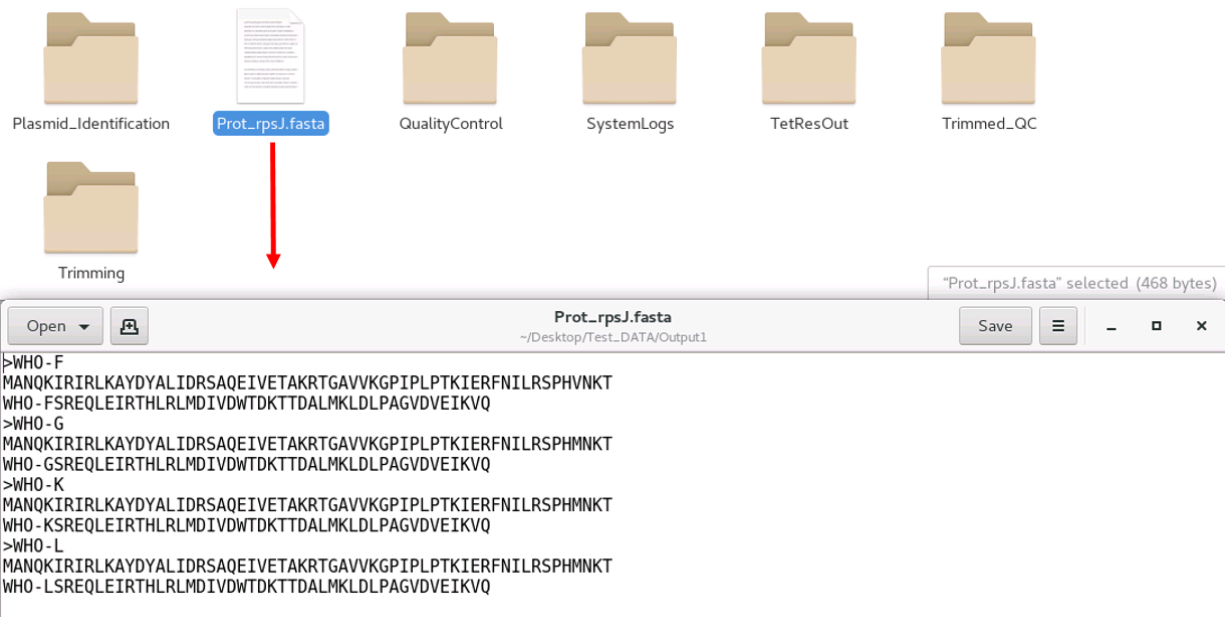 Plasmid_Identification
Prot_rpsJ.fasta
QualityControl
SystemLogs
TetResOut
Trimmed_QC
Trimming
“Prot_rpsJ.fasta” selected (468 bytes)
Open
Prot_rpsJ.fasta
~/Desktop/Test_DATA/Output1
Save
>WHO-F
MANQKIRIRLKAYDYALIDRSAQEIVETAKRTGAVVKGPIPLPTKIERFNILRSPHVNKT
WHO-FSREQLEIRTHLRLMDIVDWTDKTTDALMKLDLPAGVDVEIKVQ
>WHO-G
MANQKIRIRLKAYDYALIDRSAQEIVETAKRTGAVVKGPIPLPTKIERFNILRSPHMNKT
WHO-GSREQLEIRTHLRLMDIVDWTDKTTDALMKLDLPAGVDVEIKVQ
>WHO-K
MANQKIRIRLKAYDYALIDRSAQEIVETAKRTGAVVKGPIPLPTKIERFNILRSPHMNKT
WHO-KSREQLEIRTHLRLMDIVDWTDKTTDALMKLDLPAGVDVEIKVQ
>WHO-L
MANQKIRIRLKAYDYALIDRSAQEIVETAKRTGAVVKGPIPLPTKIERFNILRSPHMNKT
WHO-LSREQLEIRTHLRLMDIVDWTDKTTDALMKLDLPAGVDVEIKVQ